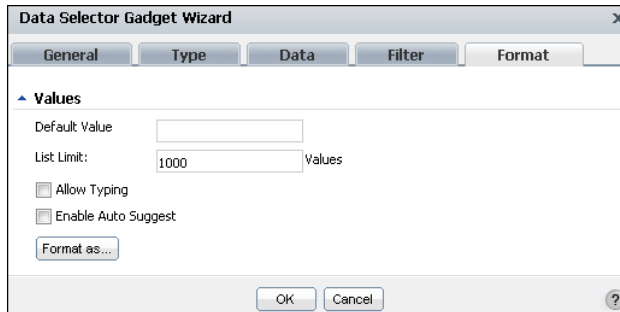 Data Selector Gadget Wizard x
General Type Data Filter Format
Values
Default Value
List Limit: 1000 Values
Allow Typing
Enable Auto Suggest
Format as...
OK Cancel ?